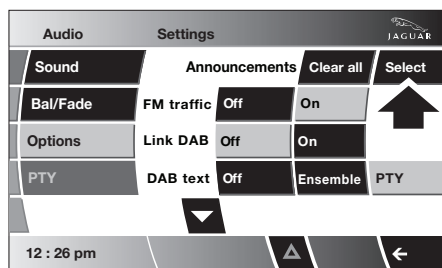 Audio Settings JAGUAR
Sound Announcements Clear all Select
Bal/Fade FM traffic Off On
Options Link DAB Off On
PTY DAB text Off Ensemble PTY
12 : 26 pm